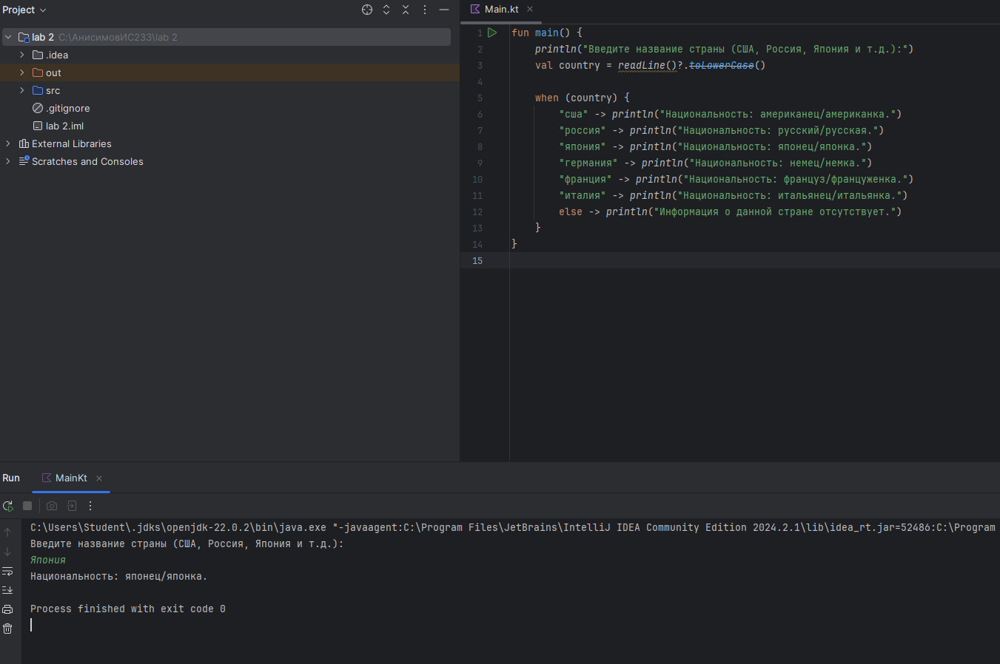 Project
lab 2 C:\АнисимовИС233\lab 2
.idea
out
src
.gitignore
lab 2.iml
External Libraries
Scratches and Consoles
Main.kt
1 fun main() {
2 println("Введите название страны (США, Россия, Япония и т.д.):")
3 val country = readLine()?.toLowerCase()
4
5 when (country) {
6 "сша" -> println("Национальность: американец/американка.")
7 "россия" -> println("Национальность: русский/русская.")
8 "япония" -> println("Национальность: японец/японка.")
9 "германия" -> println("Национальность: немец/немка.")
10 "франция" -> println("Национальность: француз/француженка.")
11 "италия" -> println("Национальность: итальянец/итальянка.")
12 else -> println("Информация о данной стране отсутствует.")
13 }
14 }
15
Run MainKt
C:\Users\Student\.jdks\openjdk-22.0.2\bin\java.exe "-javaagent:C:\Program Files\JetBrains\IntelliJ IDEA Community Edition 2024.2.1\lib\idea_rt.jar=52486:C:\Program
Введите название страны (США, Россия, Япония и т.д.):
Япония
Национальность: японец/японка.
Process finished with exit code 0